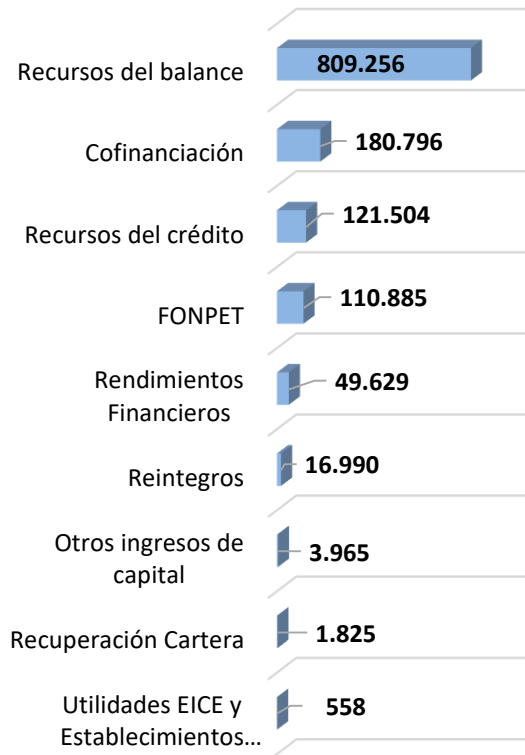 Recursos del balance
809.256
Cofinanciación
180.796
Recursos del crédito
121.504
FONPET
110.885
Rendimientos
Financieros
49.629
Reintegros
16.990
Otros ingresos de
capital
3.965
Recuperación Cartera
1.825
Utilidades EICE y
Establecimientos...
558